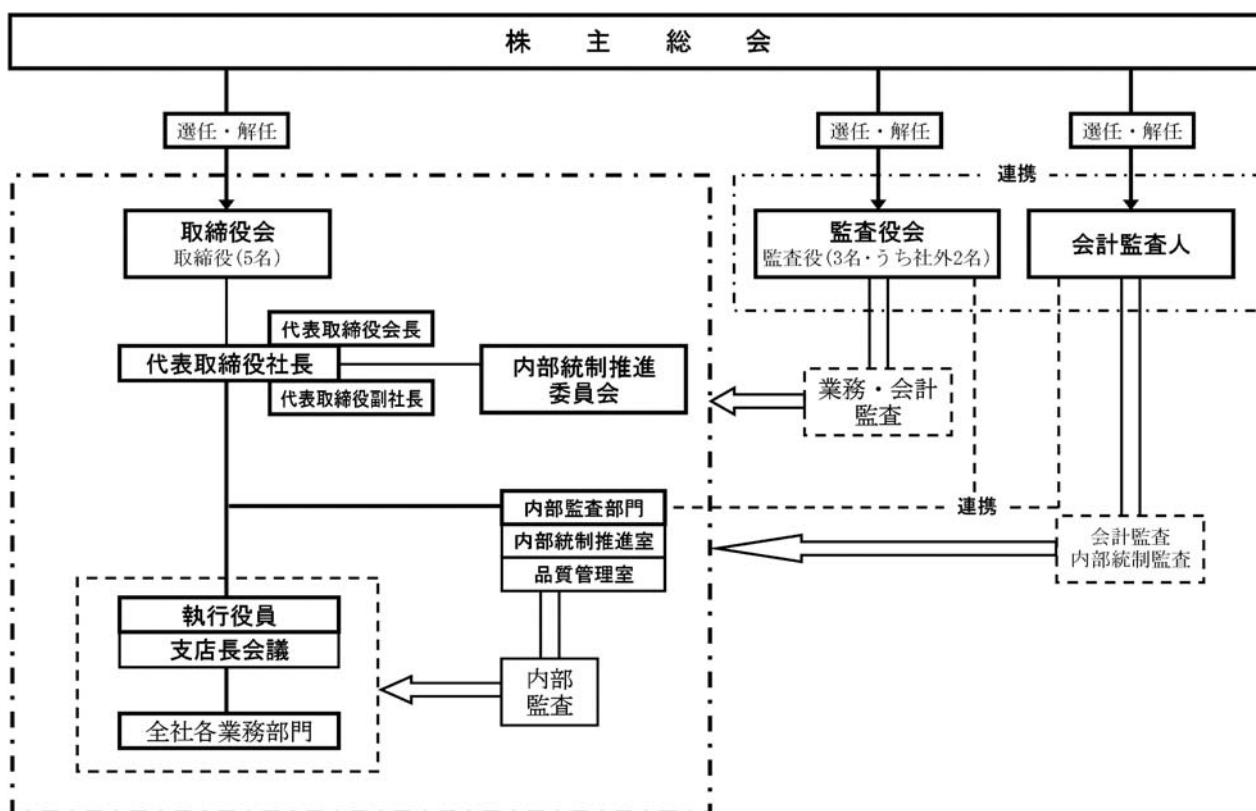 株主総会
選任・解任
選任・解任
選任・解任
連携
取締役会
取締役(5名)
監査役会
監査役(3名・うち社外2名)
会計監査人
代表取締役会長
代表取締役社長
代表取締役副社長
内部統制推進
委員会
業務・会計
監査
内部監査部門
内部統制推進室
品質管理室
連携
会計監査
内部統制監査
執行役員
支店長会議
内部
監査
全社各業務部門